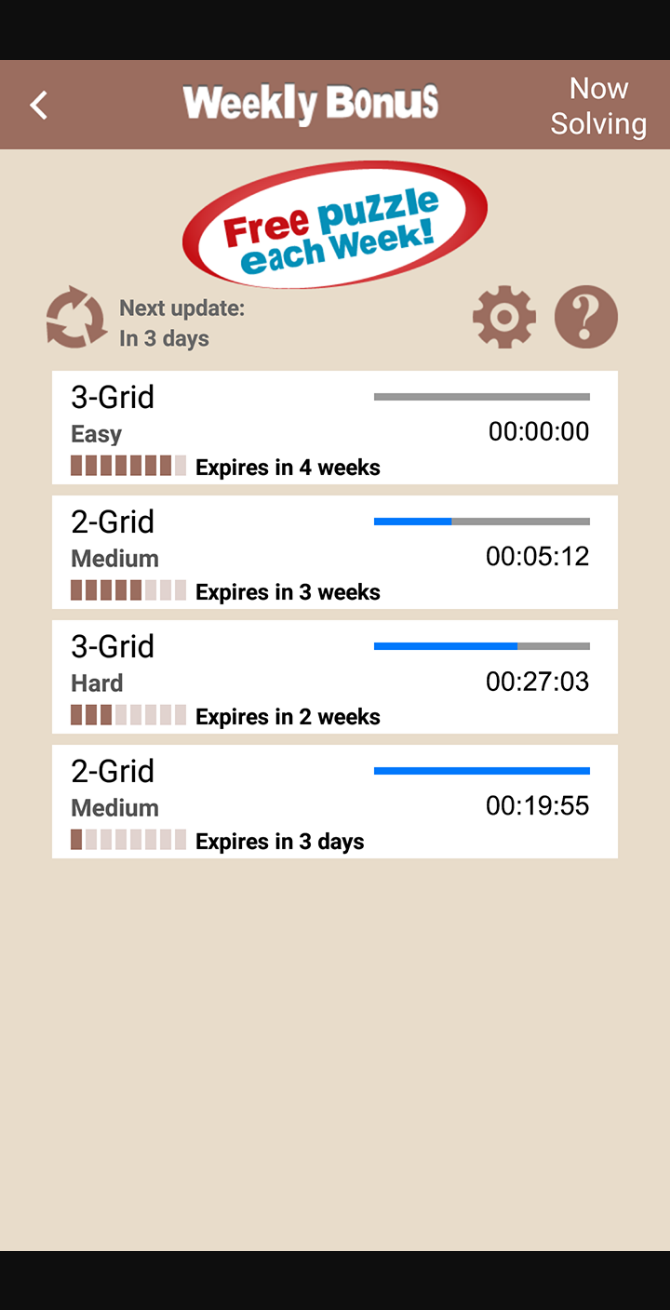 Weekly Bonus
Now
Solving
Free puzzle
each Week!
Next update:
In 3 days
?
3-Grid
Easy
00:00:00
Expires in 4 weeks
2-Grid
Medium
00:05:12
Expires in 3 weeks
3-Grid
Hard
00:27:03
Expires in 2 weeks
2-Grid
Medium
00:19:55
Expires in 3 days